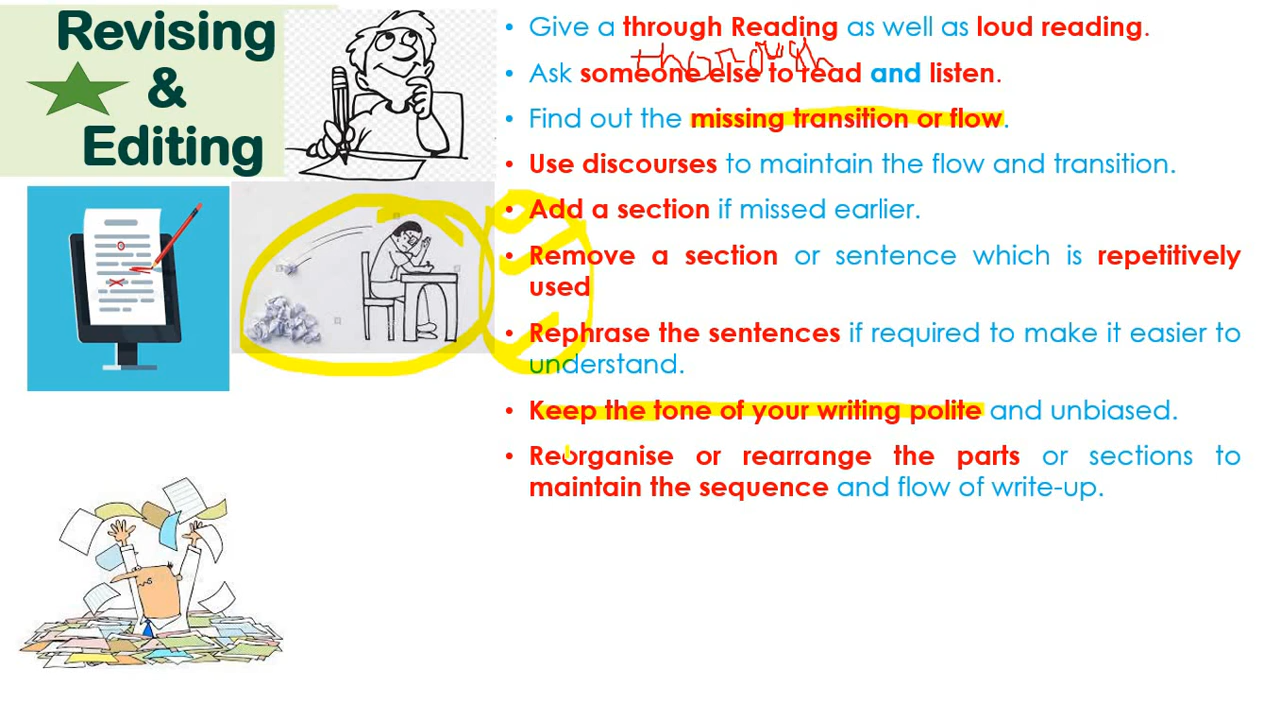 Revising
&
Editing
• Give a through Reading as well as loud reading.
thorough
• Ask someone else to read and listen.
• Find out the missing transition or flow.
• Use discourses to maintain the flow and transition.
• Add a section if missed earlier.
• Remove a section or sentence which is repetitively
used
• Rephrase the sentences if required to make it easier to
understand.
• Keep the tone of your writing polite and unbiased.
• Reorganise or rearrange the parts or sections to
maintain the sequence and flow of write-up.